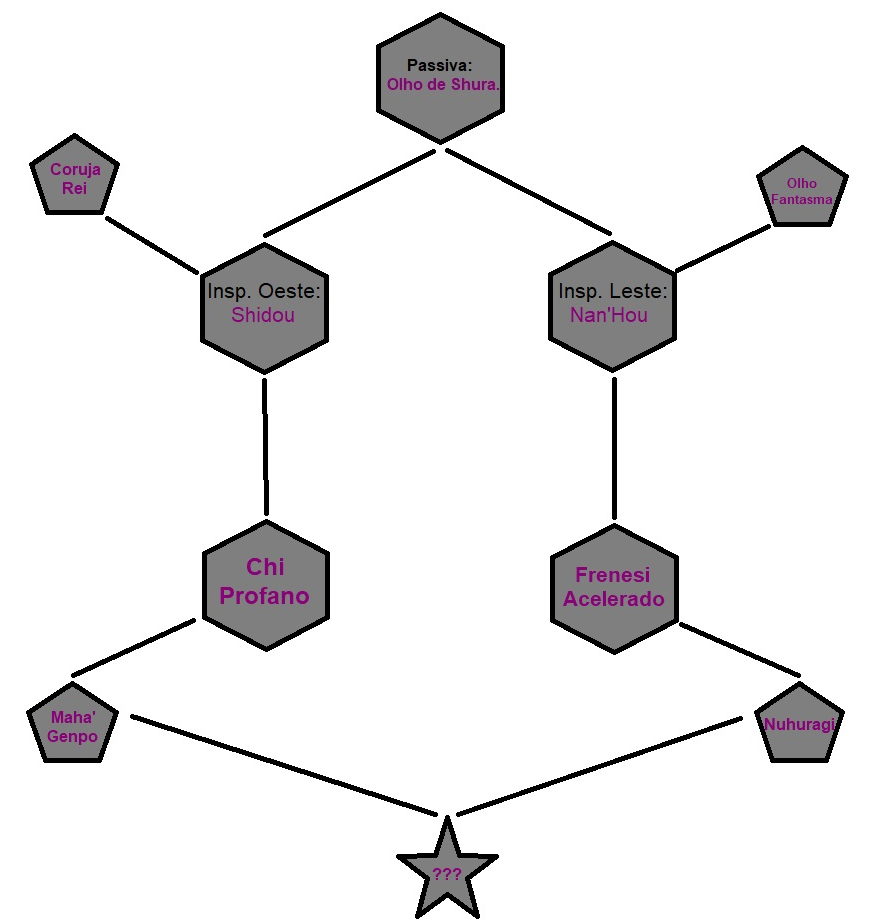 Passiva:
Olho de Shura.
Coruja
Rei
Olho
Fantasma
Insp. Oeste:
Shidou
Insp. Leste:
Nan'Hou
Chi
Profano
Frenesi
Acelerado
Maha'
Genpo
Nuhuragi
???